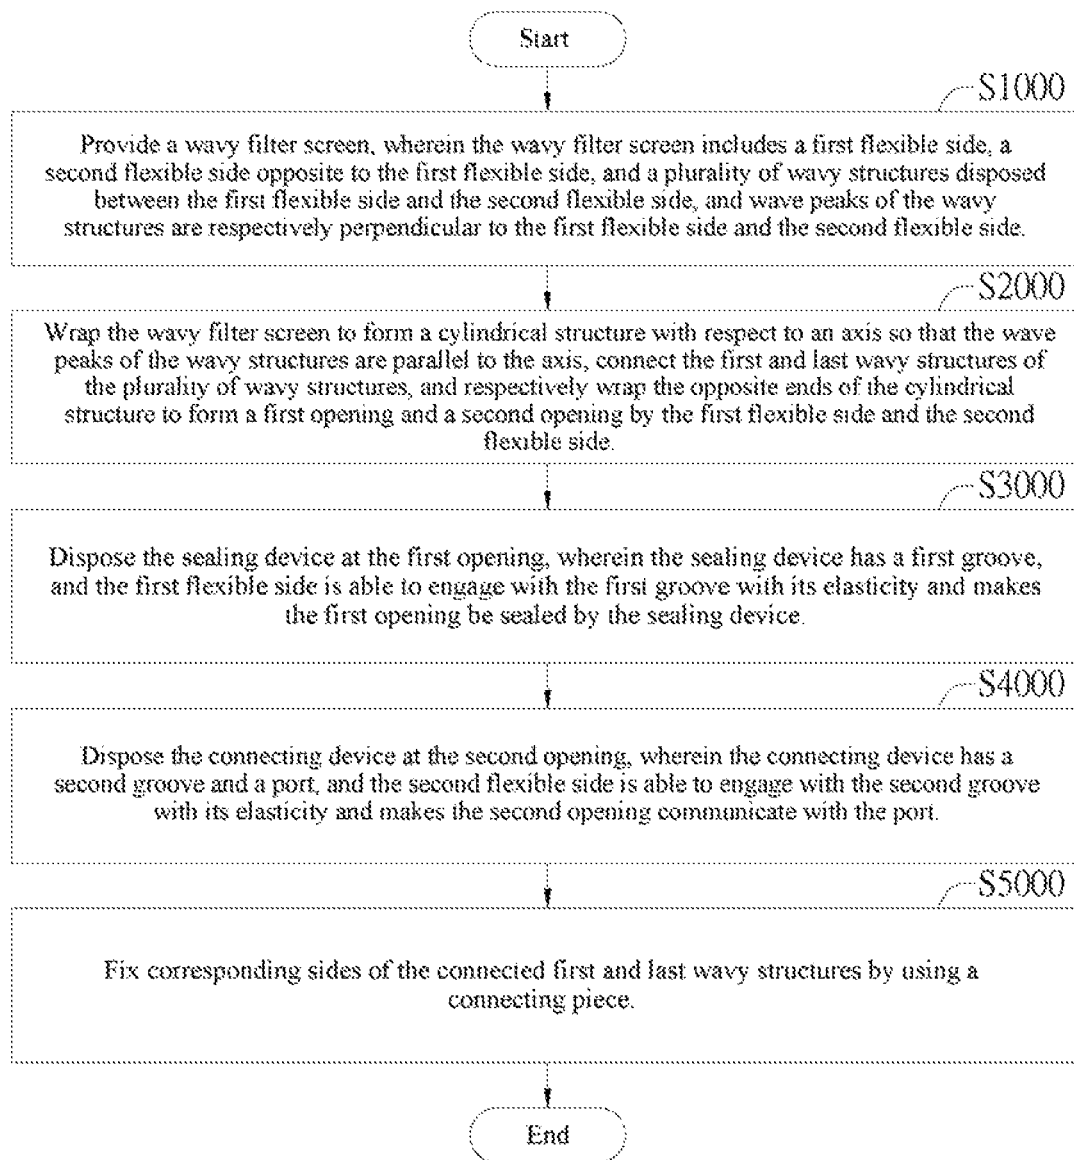 Start
S1000
Provide a wavy filter screen, wherein the wavy filter screen includes a first flexible side, a
second flexible side opposite to the first flexible side, and a plurality of wavy structures disposed
between the first flexible side and the second flexible side, and wave peaks of the wavy
structures are respectively perpendicular to the first flexible side and the second flexible side.
S2000
Wrap the wavy filter screen to form a cylindrical structure with respect to an axis so that the wave
peaks of the wavy structures are parallel to the axis, connect the first and last wavy structures of
the plurality of wavy structures, and respectively wrap the opposite ends of the cylindrical
structure to form a first opening and a second opening by the first flexible side and the second
flexible side.
S3000
Dispose the sealing device at the first opening, wherein the sealing device has a first groove,
and the first flexible side is able to engage with the first groove with its elasticity and makes
the first opening be sealed by the sealing device.
S4000
Dispose the connecting device at the second opening, wherein the connecting device has a
second groove and a port, and the second flexible side is able to engage with the second groove
with its elasticity and makes the second opening communicate with the port.
S5000
Fix corresponding sides of the connected first and last wavy structures by using a
connecting piece.
End